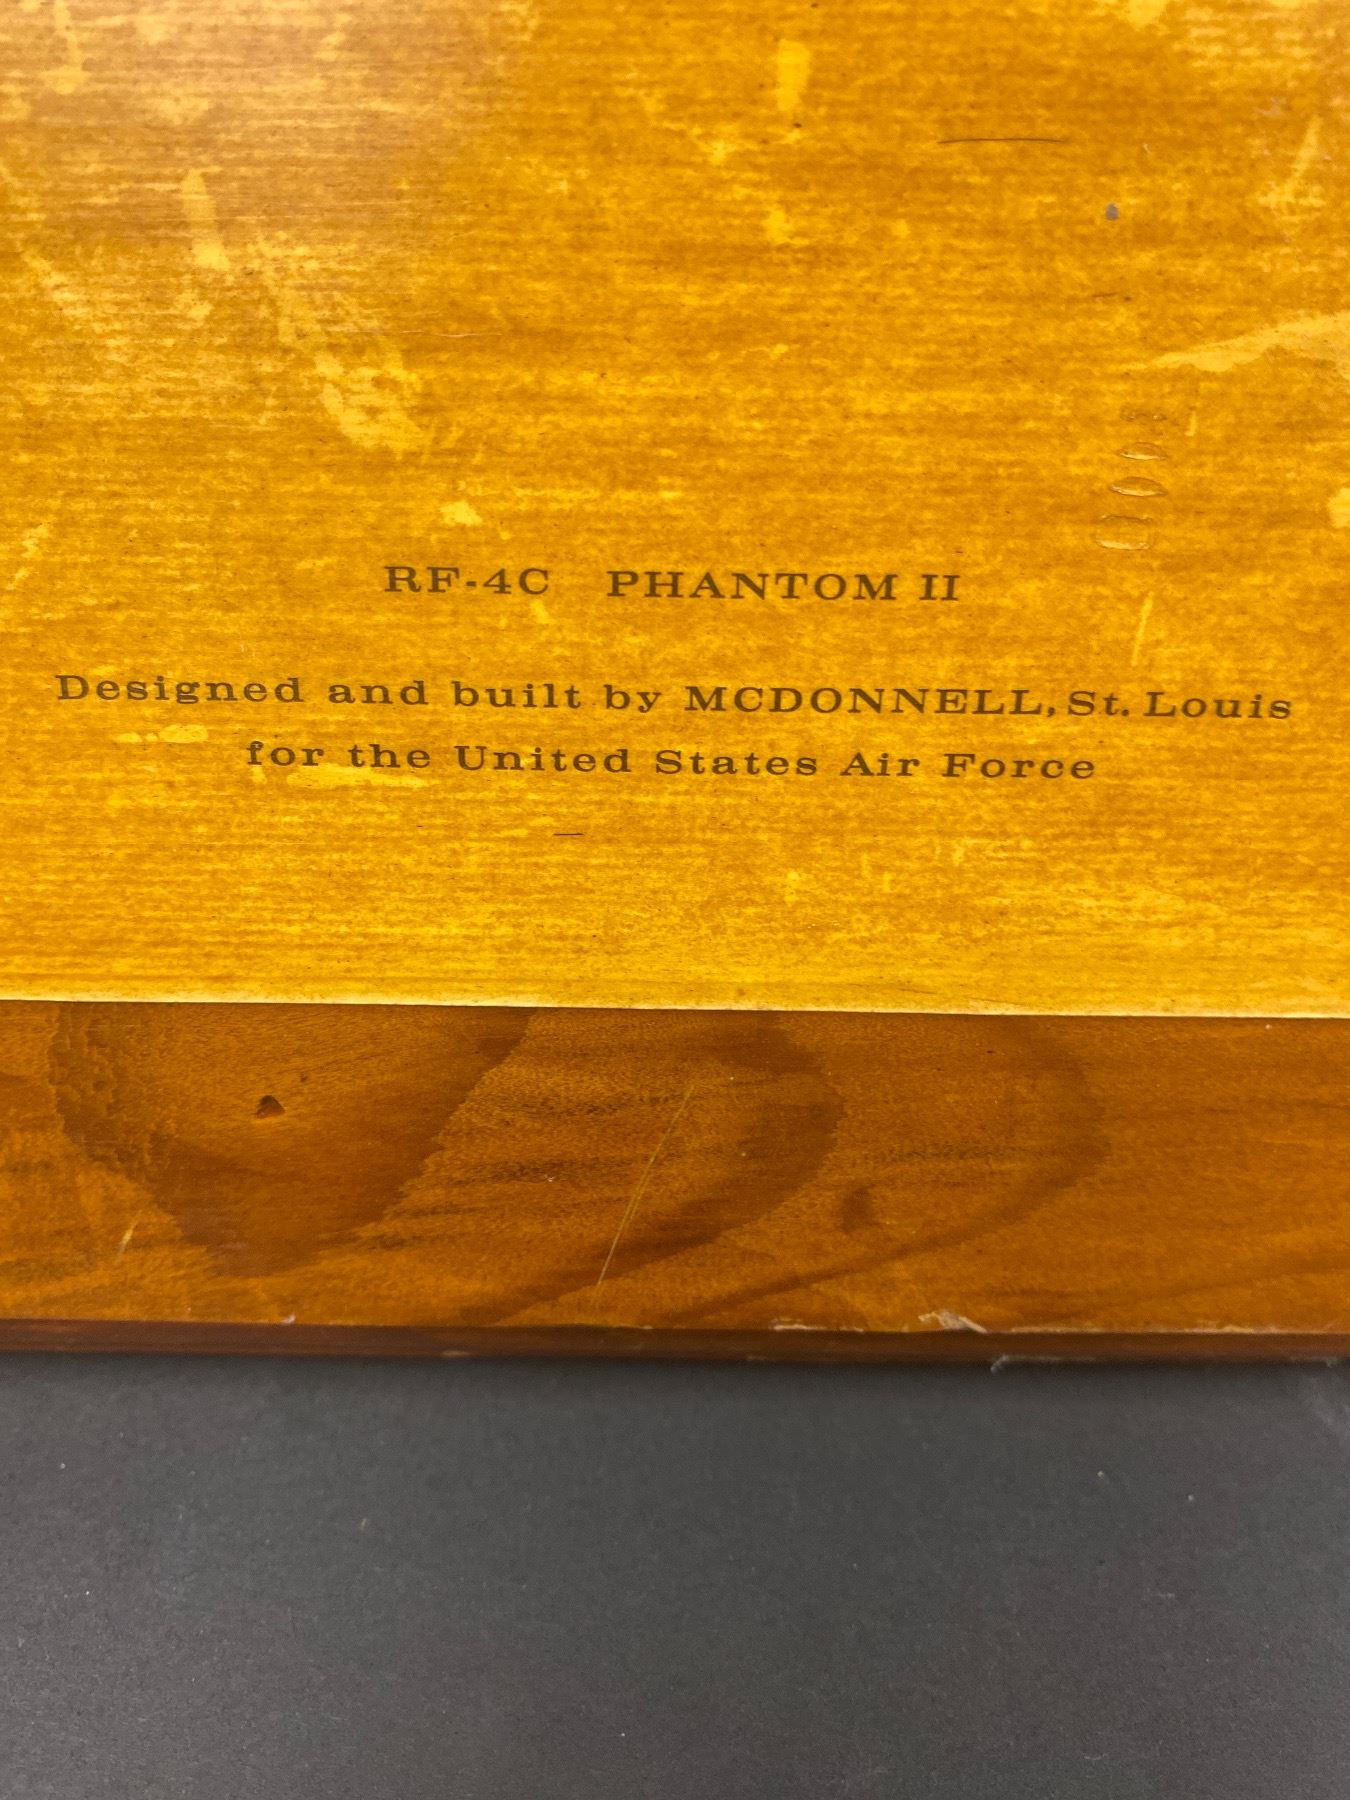 RF-4C PHANTOM II
Designed and built by MCDONNELL, St. Louis
for the United States Air Force